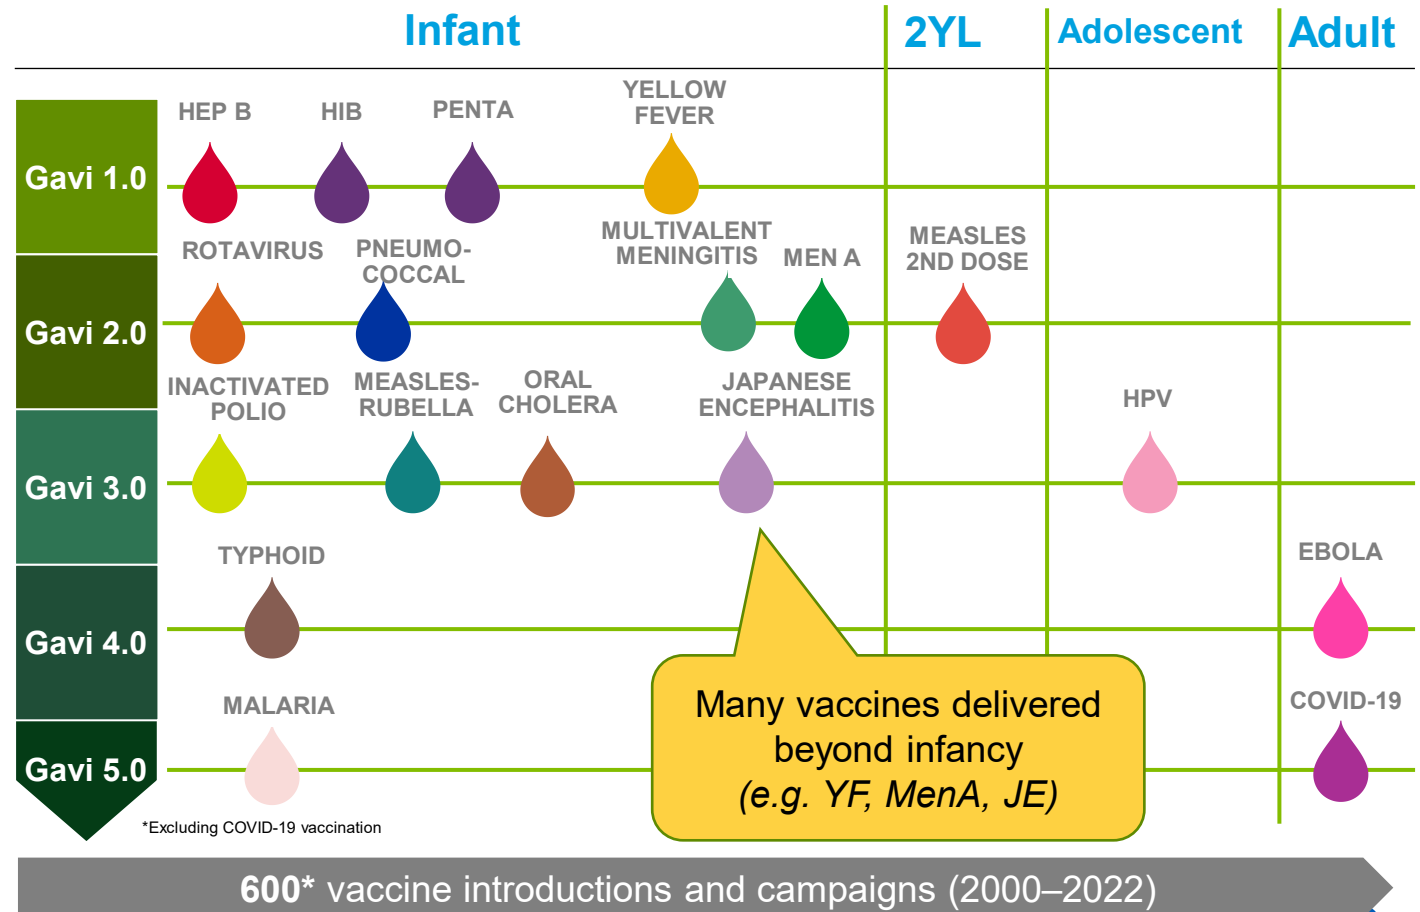 Infant
2YL
Adolescent
Adult
Gavi 1.0
HEP B
HIB
PENTA
YELLOW
FEVER
Gavi 2.0
ROTAVIRUS
PNEUMO-
COCCAL
MULTIVALENT
MENINGITIS
MEN A
MEASLES
2ND DOSE
Gavi 3.0
INACTIVATED
POLIO
MEASLES-
RUBELLA
ORAL
CHOLERA
JAPANESE
ENCEPHALITIS
HPV
Gavi 4.0
TYPHOID
EBOLA
Gavi 5.0
MALARIA
COVID-19
Many vaccines delivered
beyond infancy
(e.g. YF, MenA, JE)
*Excluding COVID-19 vaccination
600* vaccine introductions and campaigns (2000–2022)